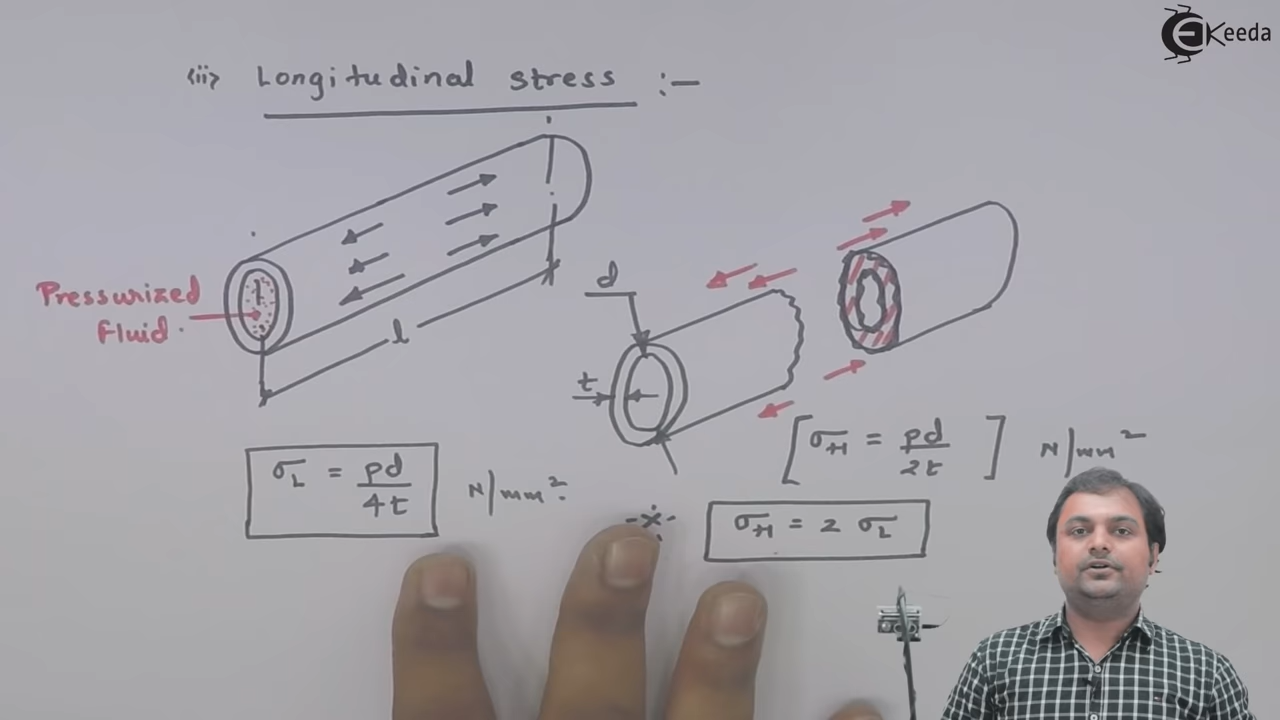 Keeda
<ii> Longitudinal stress :-
Pressurized
fluid.
l
d
t
σL = pd/4t N/mm².
[σH = pd/2t] N/mm²
-x-
σH = 2 σL